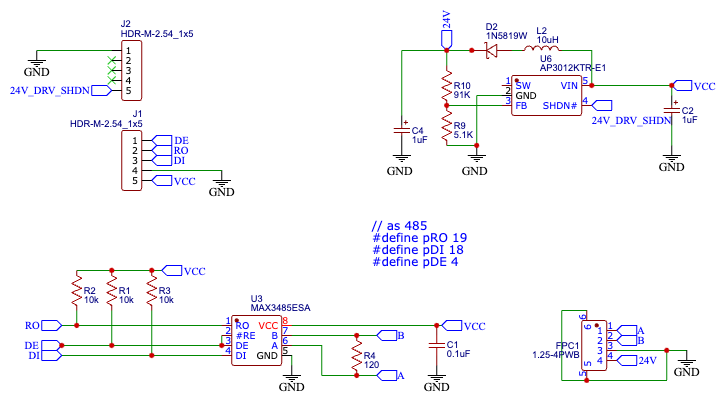 J2
HDR-M-2.54_1x5
1
2
3
4
5
GND
24V_DRV_SHDN
J1
HDR-M-2.54_1x5
1
2
3
4
5
DE
RO
DI
VCC
GND
24V
D2
1N5819W
L2
10uH
U6
AP3012KTR-E1
R10
91K
R9
5.1K
C4
1uF
GND
GND
1
SW
2
GND
3
FB
VIN
5
SHDN#
4
24V_DRV_SHDN
VCC
C2
1uF
GND
// as 485
#define pRO 19
#define pDI 18
#define pDE 4
VCC
R2
10k
R1
10k
R3
10k
RO
DE
DI
U3
MAX3485ESA
1
RO
2
#RE
3
DE
4
DI
VCC
8
B
7
A
6
GND
5
GND
B
R4
120
A
VCC
C1
0.1uF
GND
FPC1
1.25-4PWB
6
6
5
5
1
1
2
2
3
3
4
4
A
B
24V
GND